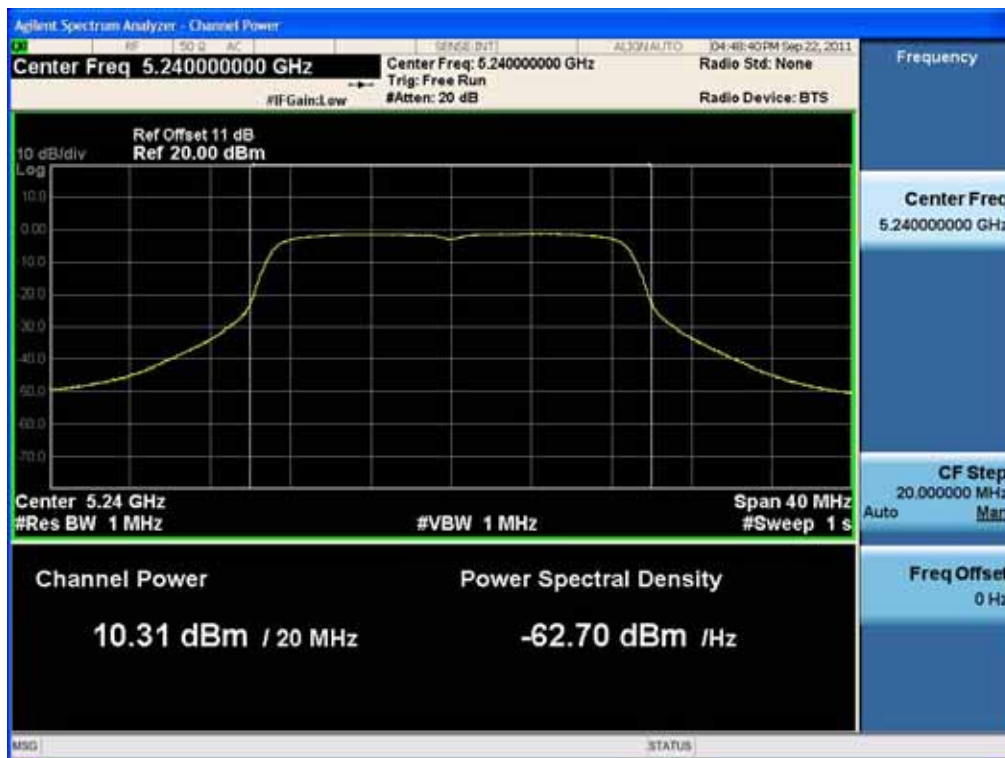 Agilent Spectrum Analyzer - Channel Power
RF 50 Ω AC SENSE:INT ALIGN AUTO 04:48:40 PM Sep 22, 2011
Center Freq 5.240000000 GHz
Center Freq: 5.240000000 GHz
Radio Std: None
Trig: Free Run
#IFGain:Low
#Atten: 20 dB
Radio Device: BTS
Ref Offset 11 dB
10 dB/div
Ref 20.00 dBm
Log
10.0
0.00
-10.0
-20.0
-30.0
-40.0
-50.0
-60.0
-70.0
Center 5.24 GHz
Span 40 MHz
#Res BW 1 MHz
#VBW 1 MHz
#Sweep 1 s
Channel Power
Power Spectral Density
10.31 dBm / 20 MHz
-62.70 dBm /Hz
MSG
STATUS
Frequency
Center Freq
5.240000000 GHz
CF Step
20.000000 MHz
Auto Man
Freq Offset
0 Hz